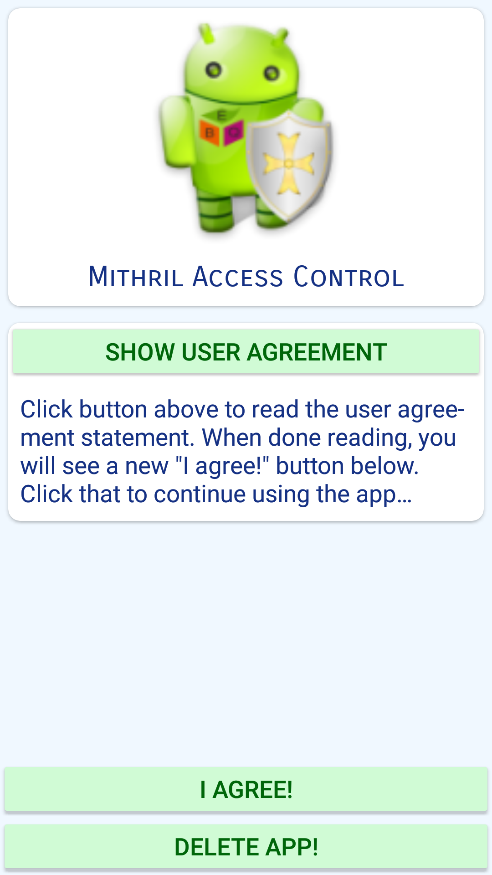 E
B G
Mithril Access Control
SHOW USER AGREEMENT
Click button above to read the user agree-
ment statement. When done reading, you
will see a new "I agree!" button below.
Click that to continue using the app...
I AGREE!
DELETE APP!